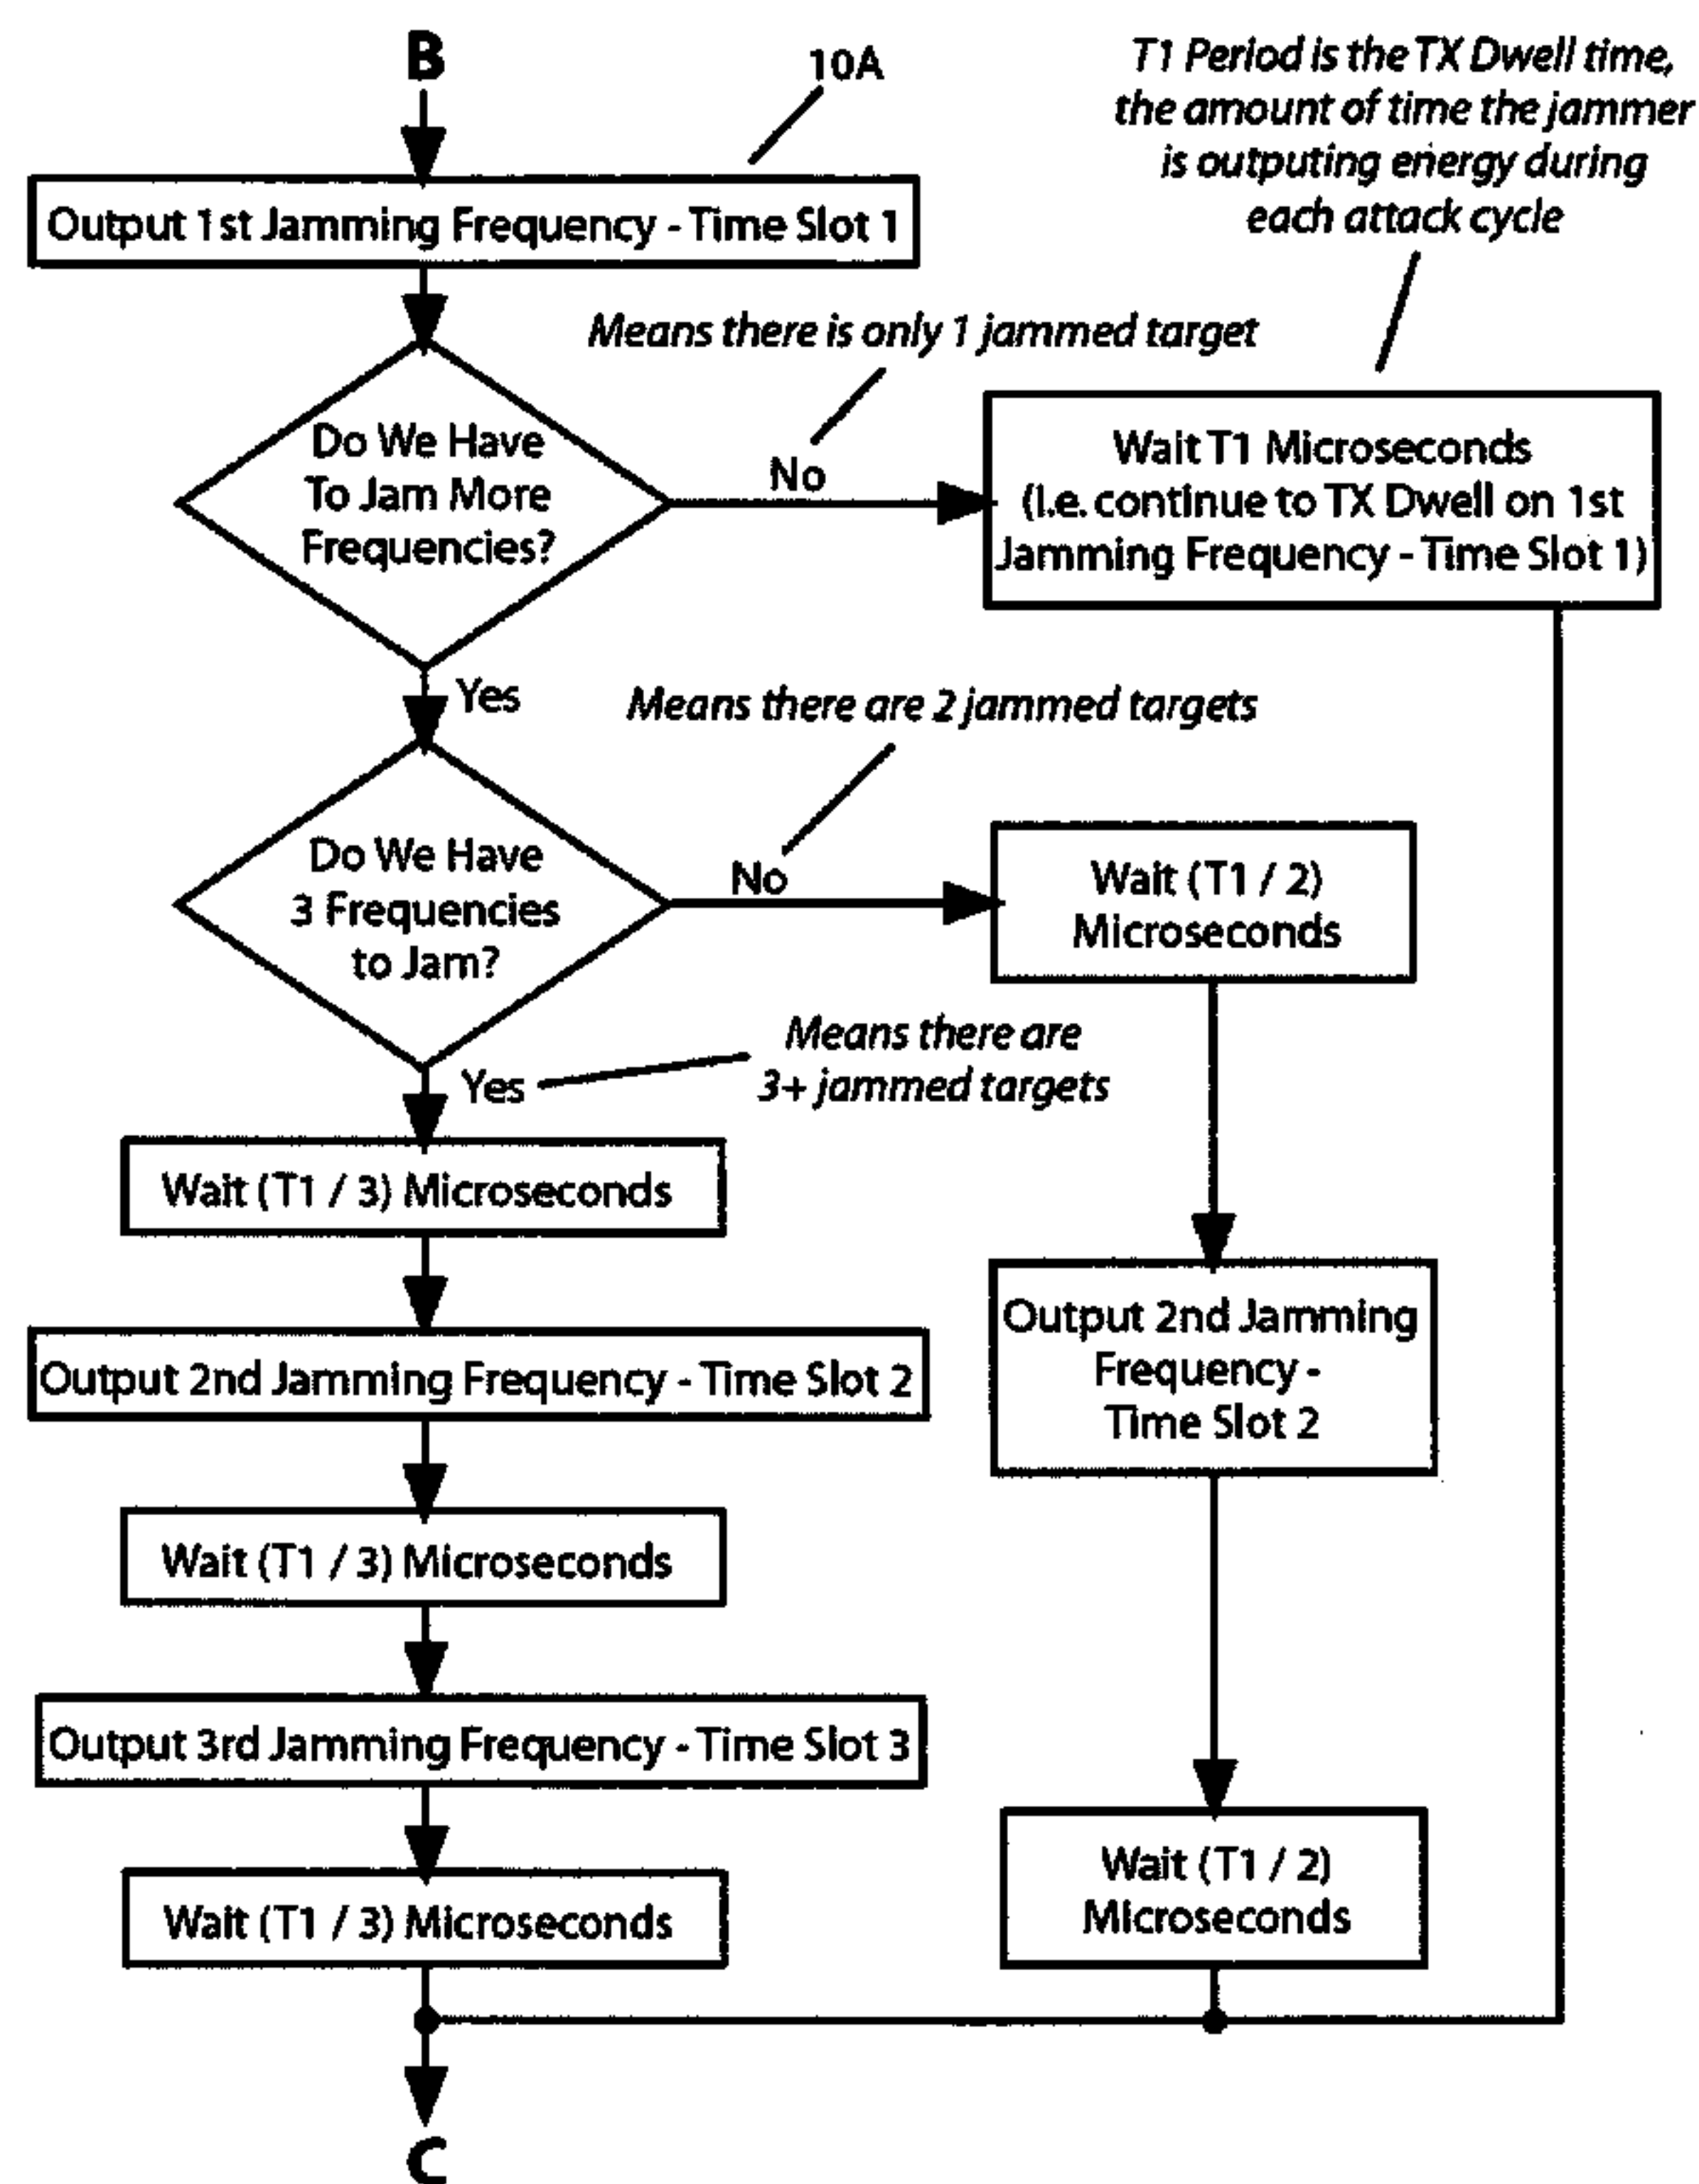 B
10A
T1 Period is the TX Dwell time,
the amount of time the jammer
is outputing energy during
each attack cycle
Output 1st Jamming Frequency - Time Slot 1
Means there is only 1 jammed target
Do We Have
To Jam More
Frequencies?
No
Wait T1 Microseconds
(I.e. continue to TX Dwell on 1st
Jamming Frequency - Time Slot 1)
Yes
Means there are 2 jammed targets
Do We Have
3 Frequencies
to Jam?
No
Wait (T1 / 2)
Microseconds
Yes
Means there are
3+ jammed targets
Wait (T1 / 3) Microseconds
Output 2nd Jamming Frequency - Time Slot 2
Output 2nd Jamming
Frequency -
Time Slot 2
Wait (T1 / 3) Microseconds
Output 3rd Jamming Frequency - Time Slot 3
Wait (T1 / 3) Microseconds
Wait (T1 / 2)
Microseconds
C